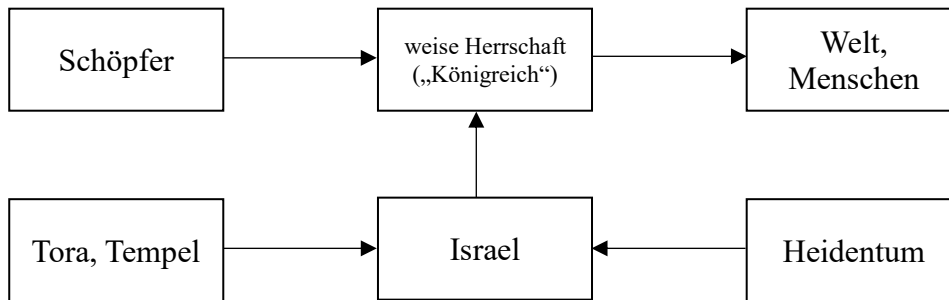 Schöpfer
weise Herrschaft
(„Königreich“)
Welt,
Menschen
Tora, Tempel
Israel
Heidentum